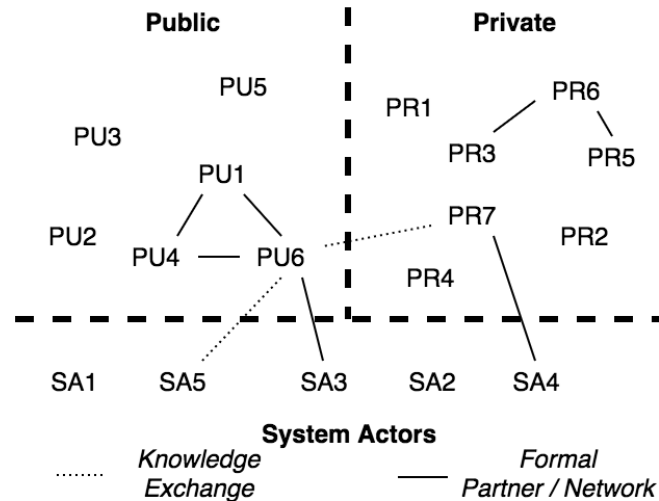 Public
Private
PU5
PR6
PR1
PU3
PR3
PR5
PU1
PR7
PU2
PR2
PU4
PU6
PR4
SA1
SA5
SA3
SA2
SA4
System Actors
Knowledge
Exchange
Formal
Partner / Network